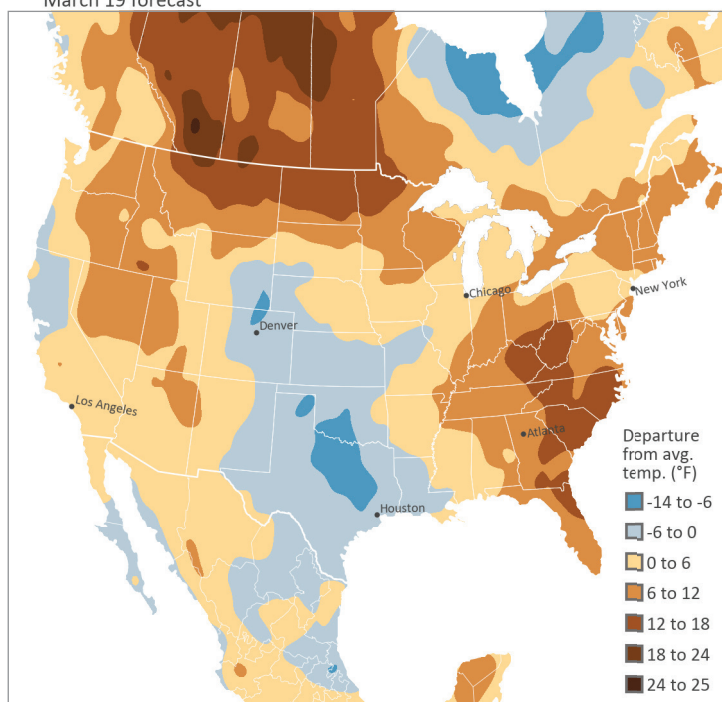 March 19 forecast
Chicago
New York
Denver
Los Angeles
Atlanta
Houston
Departure
from avg.
temp. (°F)
-14 to -6
-6 to 0
0 to 6
6 to 12
12 to 18
18 to 24
24 to 25